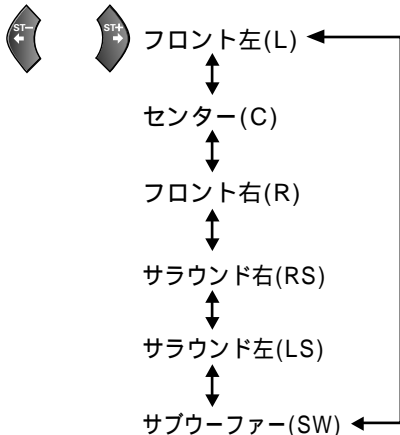 ST− ST+ フロント左(L)
センター(C)
フロント右(R)
サラウンド右(RS)
サラウンド左(LS)
サブウーファー(SW)